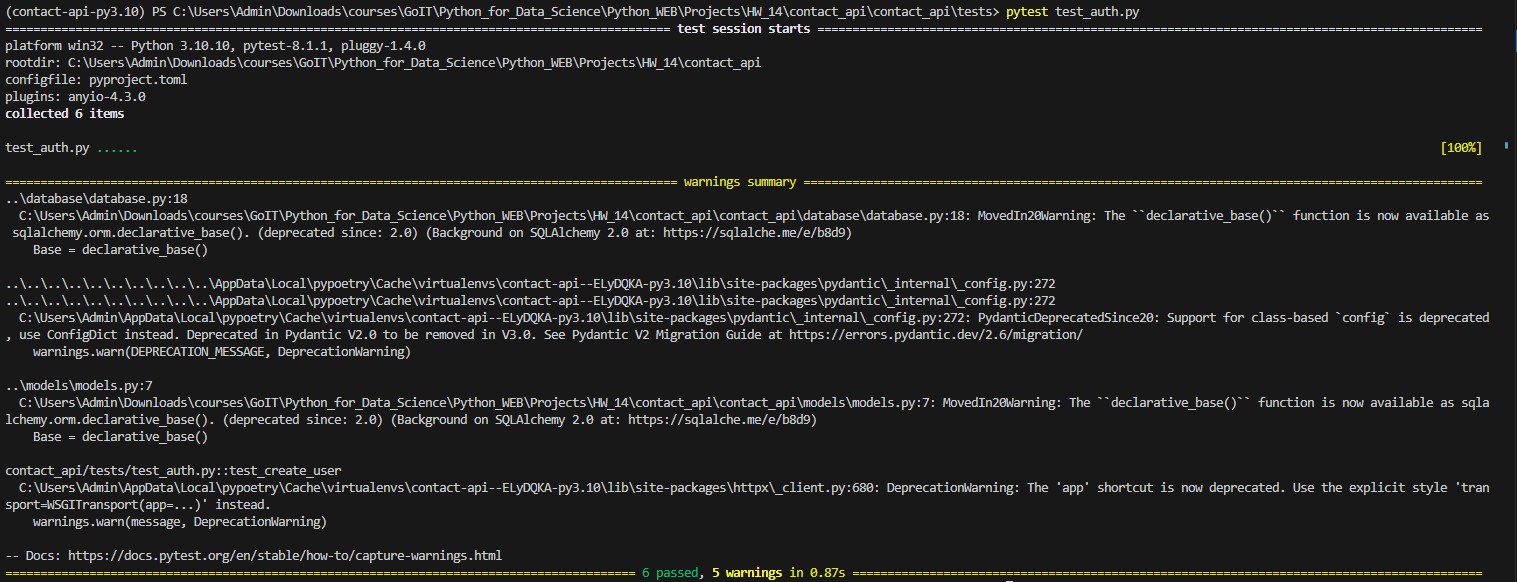 (contact-api-py3.10) PS C:\Users\Admin\Downloads\courses\GoIT\Python_for_Data_Science\Python_WEB\Projects\HW_14\contact_api\contact_api\tests> pytest test_auth.py
=============================================================================================== test session starts ===============================================================================================
platform win32 -- Python 3.10.10, pytest-8.1.1, pluggy-1.4.0
rootdir: C:\Users\Admin\Downloads\courses\GoIT\Python_for_Data_Science\Python_WEB\Projects\HW_14\contact_api
configfile: pyproject.toml
plugins: anyio-4.3.0
collected 6 items
test_auth.py ...... [100%]
================================================================================================ warnings summary =================================================================================================
..\database\database.py:18
  C:\Users\Admin\Downloads\courses\GoIT\Python_for_Data_Science\Python_WEB\Projects\HW_14\contact_api\contact_api\database\database.py:18: MovedIn20Warning: The ``declarative_base()`` function is now available as
 sqlalchemy.orm.declarative_base(). (deprecated since: 2.0) (Background on SQLAlchemy 2.0 at: https://sqlalche.me/e/b8d9)
    Base = declarative_base()
..\..\..\..\..\..\..\..\..\..\AppData\Local\pypoetry\Cache\virtualenvs\contact-api--ELyDQKA-py3.10\lib\site-packages\pydantic\_internal\_config.py:272
..\..\..\..\..\..\..\..\..\..\AppData\Local\pypoetry\Cache\virtualenvs\contact-api--ELyDQKA-py3.10\lib\site-packages\pydantic\_internal\_config.py:272
  C:\Users\Admin\AppData\Local\pypoetry\Cache\virtualenvs\contact-api--ELyDQKA-py3.10\lib\site-packages\pydantic\_internal\_config.py:272: PydanticDeprecatedSince20: Support for class-based `config` is deprecated
, use ConfigDict instead. Deprecated in Pydantic V2.0 to be removed in V3.0. See Pydantic V2 Migration Guide at https://errors.pydantic.dev/2.6/migration/
    warnings.warn(DEPRECATION_MESSAGE, DeprecationWarning)
..\models\models.py:7
  C:\Users\Admin\Downloads\courses\GoIT\Python_for_Data_Science\Python_WEB\Projects\HW_14\contact_api\contact_api\models\models.py:7: MovedIn20Warning: The ``declarative_base()`` function is now available as sqla
lchemy.orm.declarative_base(). (deprecated since: 2.0) (Background on SQLAlchemy 2.0 at: https://sqlalche.me/e/b8d9)
    Base = declarative_base()
contact_api/tests/test_auth.py::test_create_user
  C:\Users\Admin\AppData\Local\pypoetry\Cache\virtualenvs\contact-api--ELyDQKA-py3.10\lib\site-packages\httpx\_client.py:680: DeprecationWarning: The 'app' shortcut is now deprecated. Use the explicit style 'tran
sport=WSGITransport(app=...)' instead.
    warnings.warn(message, DeprecationWarning)
-- Docs: https://docs.pytest.org/en/stable/how-to/capture-warnings.html
========================================================================================== 6 passed, 5 warnings in 0.87s ==========================================================================================